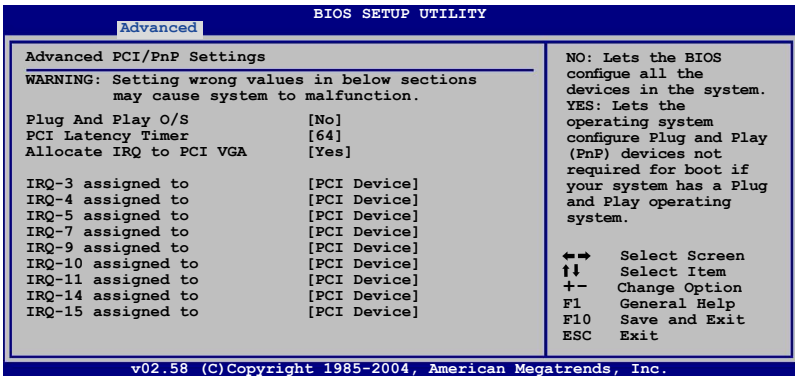 BIOS SETUP UTILITY
Advanced
Advanced PCI/PnP Settings
WARNING: Setting wrong values in below sections
may cause system to malfunction.
Plug And Play O/S [No]
PCI Latency Timer [64]
Allocate IRQ to PCI VGA [Yes]
IRQ-3 assigned to [PCI Device]
IRQ-4 assigned to [PCI Device]
IRQ-5 assigned to [PCI Device]
IRQ-7 assigned to [PCI Device]
IRQ-9 assigned to [PCI Device]
IRQ-10 assigned to [PCI Device]
IRQ-11 assigned to [PCI Device]
IRQ-14 assigned to [PCI Device]
IRQ-15 assigned to [PCI Device]
NO: Lets the BIOS
configue all the
devices in the system.
YES: Lets the
operating system
configure Plug and Play
(PnP) devices not
required for boot if
your system has a Plug
and Play operating
system.
←→ Select Screen
↑↓ Select Item
+- Change Option
F1 General Help
F10 Save and Exit
ESC Exit
v02.58 (C)Copyright 1985-2004, American Megatrends, Inc.